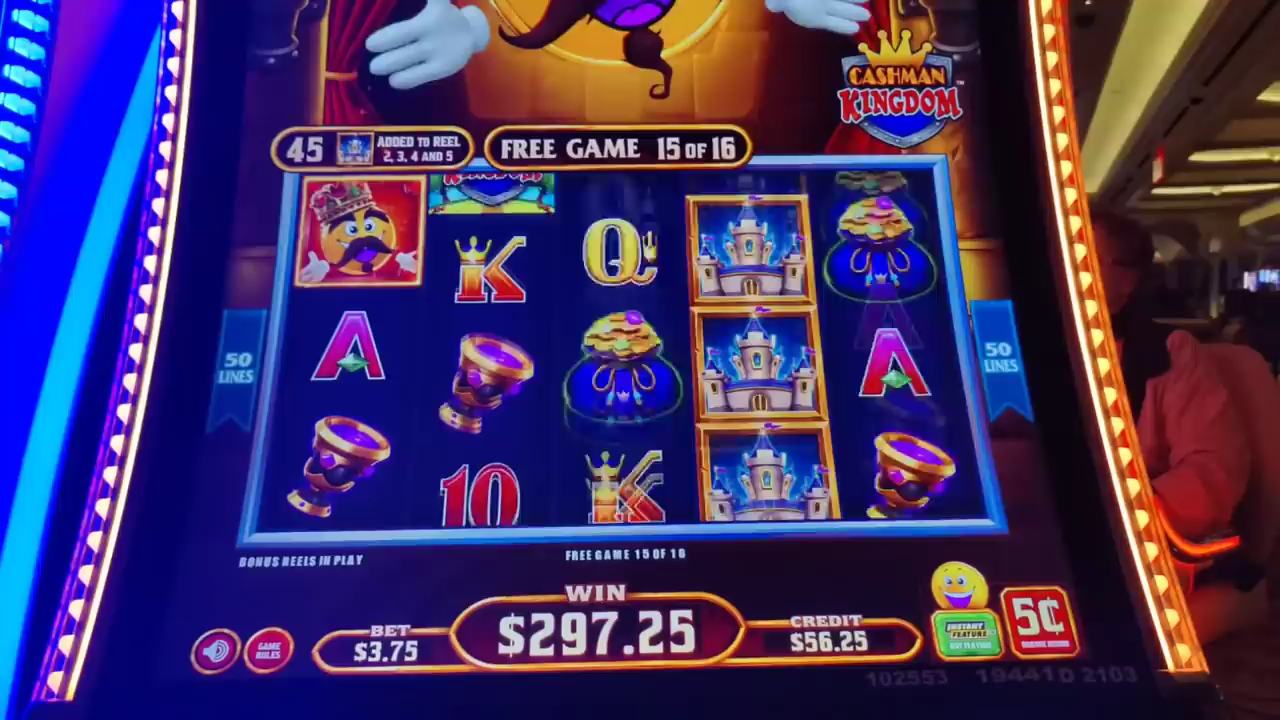 CASHMAN
KINGDOM
TM
45 ADDED TO REEL
2, 3, 4 AND 5
FREE GAME 15 OF 16
KINGDOM
K
Q
A
A
10
K
50
LINES
50
LINES
BONUS REELS IN PLAY
FREE GAME 15 OF 16
WIN
$297.25
BET
$3.75
CREDIT
$56.25
GAME
RULES
INSTANT
FEATURE
5¢
102553 19441D 2103